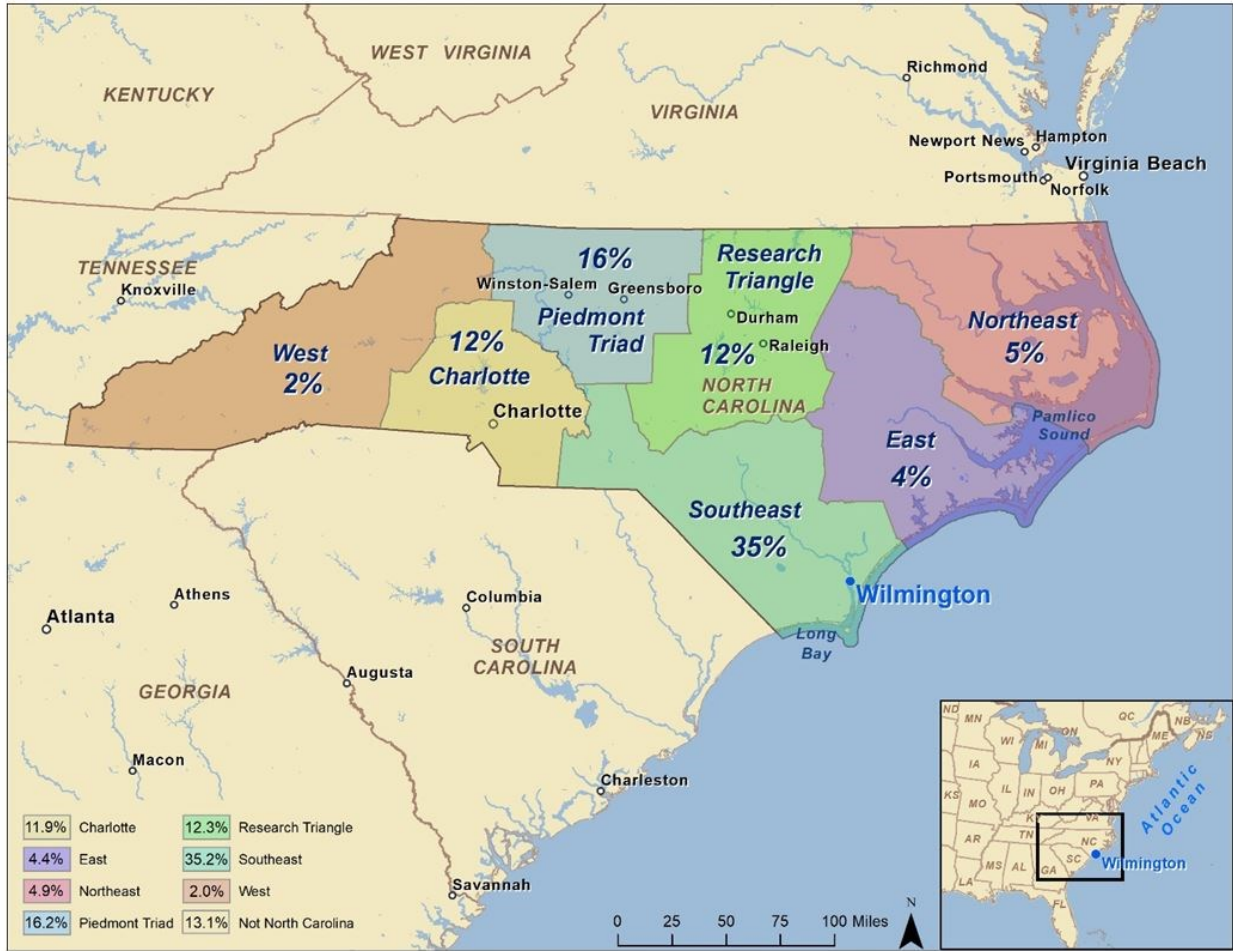 WEST VIRGINIA
KENTUCKY
VIRGINIA
Richmond
Newport News
Hampton
Virginia Beach
Portsmouth
Norfolk
TENNESSEE
Knoxville
16%
Winston-Salem
Greensboro
Piedmont
Triad
Research
Triangle
Durham
Raleigh
12%
NORTH
CAROLINA
Northeast
5%
West
2%
12%
Charlotte
Charlotte
Pamlico
Sound
East
4%
Southeast
35%
Wilmington
Long
Bay
Atlanta
Athens
Columbia
SOUTH
CAROLINA
Augusta
GEORGIA
Macon
Charleston
Savannah
11.9% Charlotte
4.4% East
4.9% Northeast
16.2% Piedmont Triad
12.3% Research Triangle
35.2% Southeast
2.0% West
13.1% Not North Carolina
0 25 50 75 100 Miles
N
ND
MN
WI
MI
ON
QC
NB
ME
NS
NY
IA
PA
KS
MO
IL
IN
OH
VA
TN
NC
AR
SC
MS
AL
GA
LA
FL
Atlantic
Ocean
Wilmington